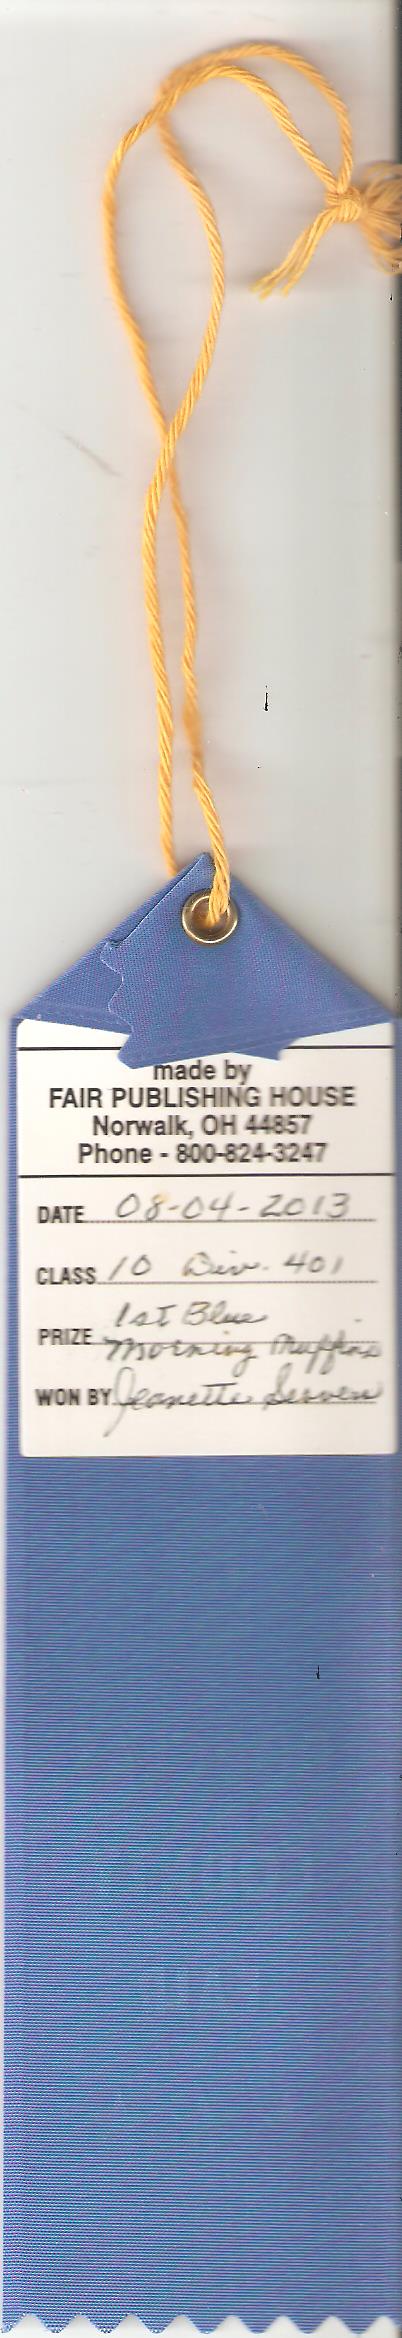 made by
FAIR PUBLISHING HOUSE
Norwalk, OH 44857
Phone - 800-824-3247
DATE 08-04-2013
CLASS 10 Div. 401
PRIZE 1st Blue
Morning Muffins
WON BY Jeanette Serven